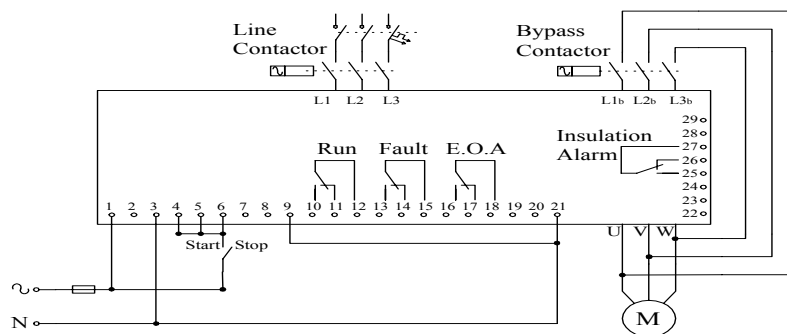 Line
Contactor
Bypass
Contactor
L1 L2 L3
L1b L2b L3b
29
28
27
26
25
24
23
22
Insulation
Alarm
Run Fault E.O.A
1 2 3 4 5 6 7 8 9 10 11 12 13 14 15 16 17 18 19 20 21
U V W
Start Stop
N
M